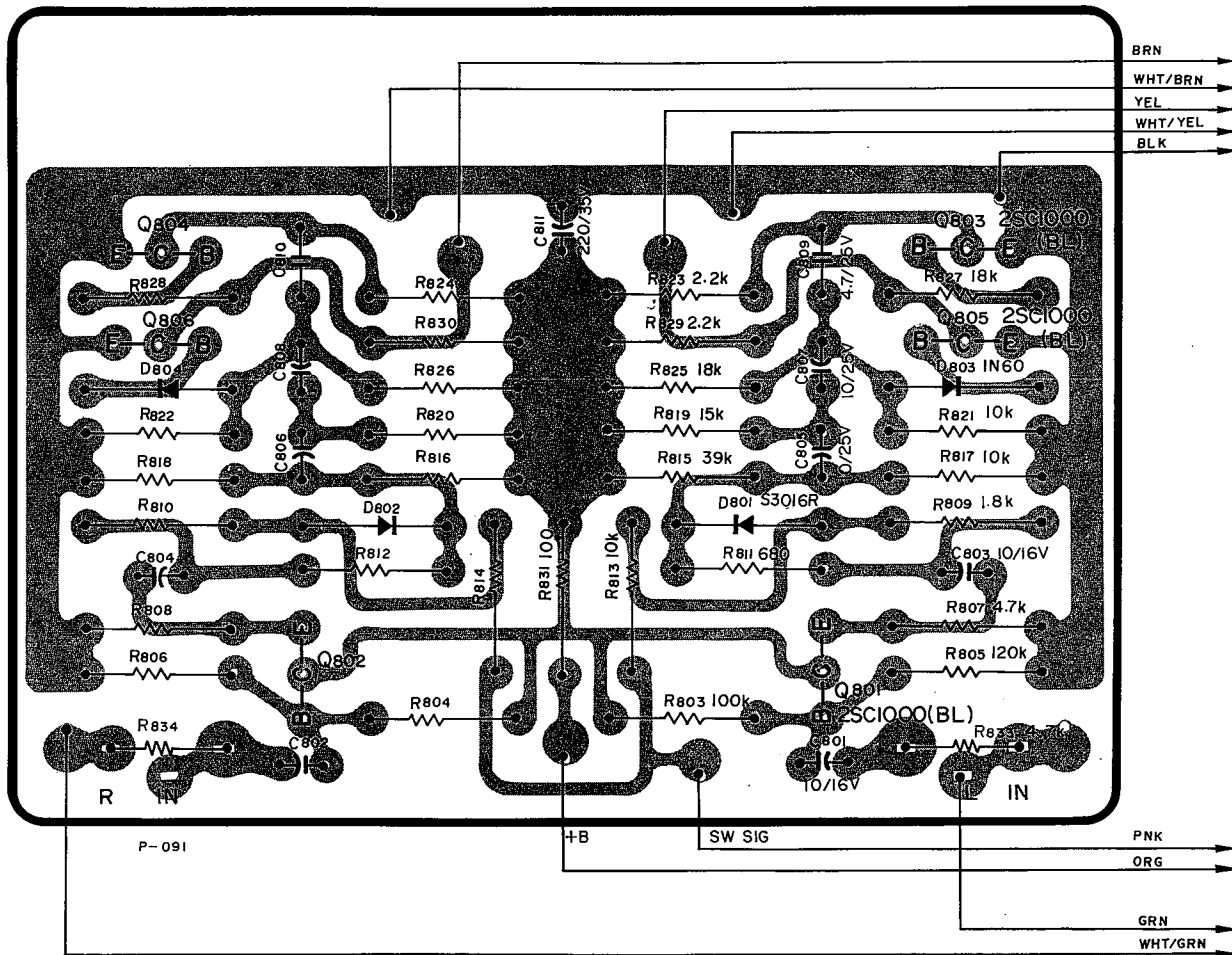 BRN
WHT/BRN
YEL
WHT/YEL
BLK
C811
220/35V
Q804
Q803 2SC1000
(BL)
E C B
B C E
C810
C809
4.7/25V
R828
R824
R823 2.2k
R827 18k
Q806
R830
R829 2.2k
Q805 2SC1000
(BL)
E C B
B C E
D804
C808
C807
10/25V
D803 IN60
R826
R825 18k
R822
R820
R819 15k
R821 10k
C806
C805
R818
R816
R815 39k
R817 10k
R810
D802
D801 S3016R
R809 1.8k
R812
R814
R831 100
R813 10k
R811 680
C804
C803 10/16V
R808
R807 4.7k
E
E
R806
C
Q802
C
R805 120k
B
R804
R803 100k
Q801
B
2SC1000(BL)
R834
C802
C801
10/16V
R IN
L IN
P-091
+B
SW SIG
PNK
ORG
GRN
WHT/GRN